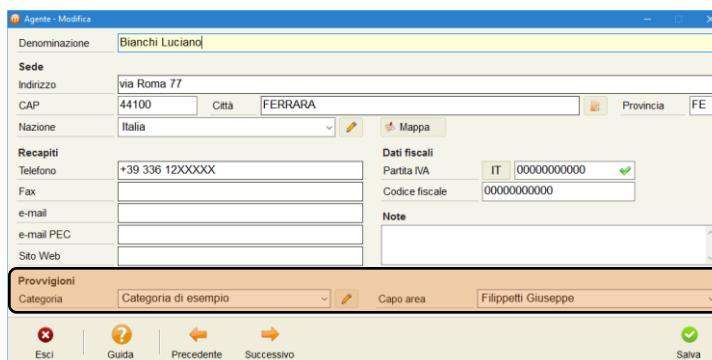 Agente - Modifica
Denominazione Bianchi Luciano
Sede
Indirizzo via Roma 77
CAP 44100 Città FERRARA Provincia FE
Nazione Italia Mappa
Recapiti Dati fiscali
Telefono +39 336 12XXXXX Partita IVA IT 00000000000
Fax Codice fiscale 00000000000
e-mail Note
e-mail PEC
Sito Web
Provvigioni
Categoria Categoria di esempio Capo area Filippetti Giuseppe
Esci Guida Precedente Successivo Salva